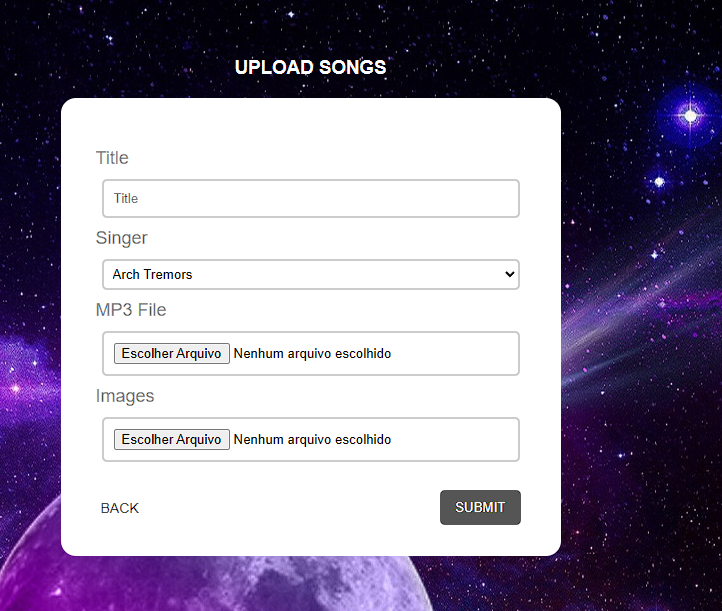 UPLOAD SONGS
Title
Title
Singer
Arch Tremors
MP3 File
Escolher Arquivo Nenhum arquivo escolhido
Images
Escolher Arquivo Nenhum arquivo escolhido
BACK SUBMIT